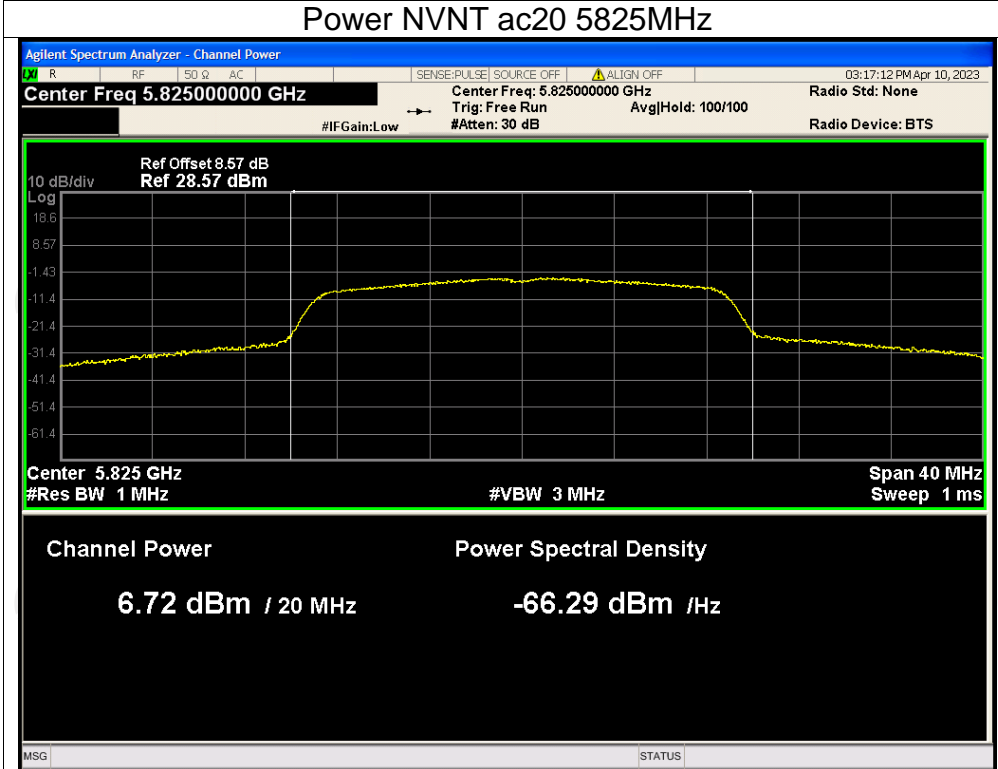 Power NVNT ac20 5825MHz
Agilent Spectrum Analyzer - Channel Power
LXI R RF 50 Ω AC SENSE:PULSE SOURCE OFF ALIGN OFF 03:17:12 PM Apr 10, 2023
Center Freq 5.825000000 GHz Center Freq: 5.825000000 GHz Radio Std: None
Trig: Free Run Avg|Hold: 100/100
#IFGain:Low #Atten: 30 dB Radio Device: BTS
Ref Offset 8.57 dB
10 dB/div Ref 28.57 dBm
Log
18.6
8.57
-1.43
-11.4
-21.4
-31.4
-41.4
-51.4
-61.4
Center 5.825 GHz Span 40 MHz
#Res BW 1 MHz #VBW 3 MHz Sweep 1 ms
Channel Power Power Spectral Density
6.72 dBm / 20 MHz -66.29 dBm /Hz
MSG STATUS